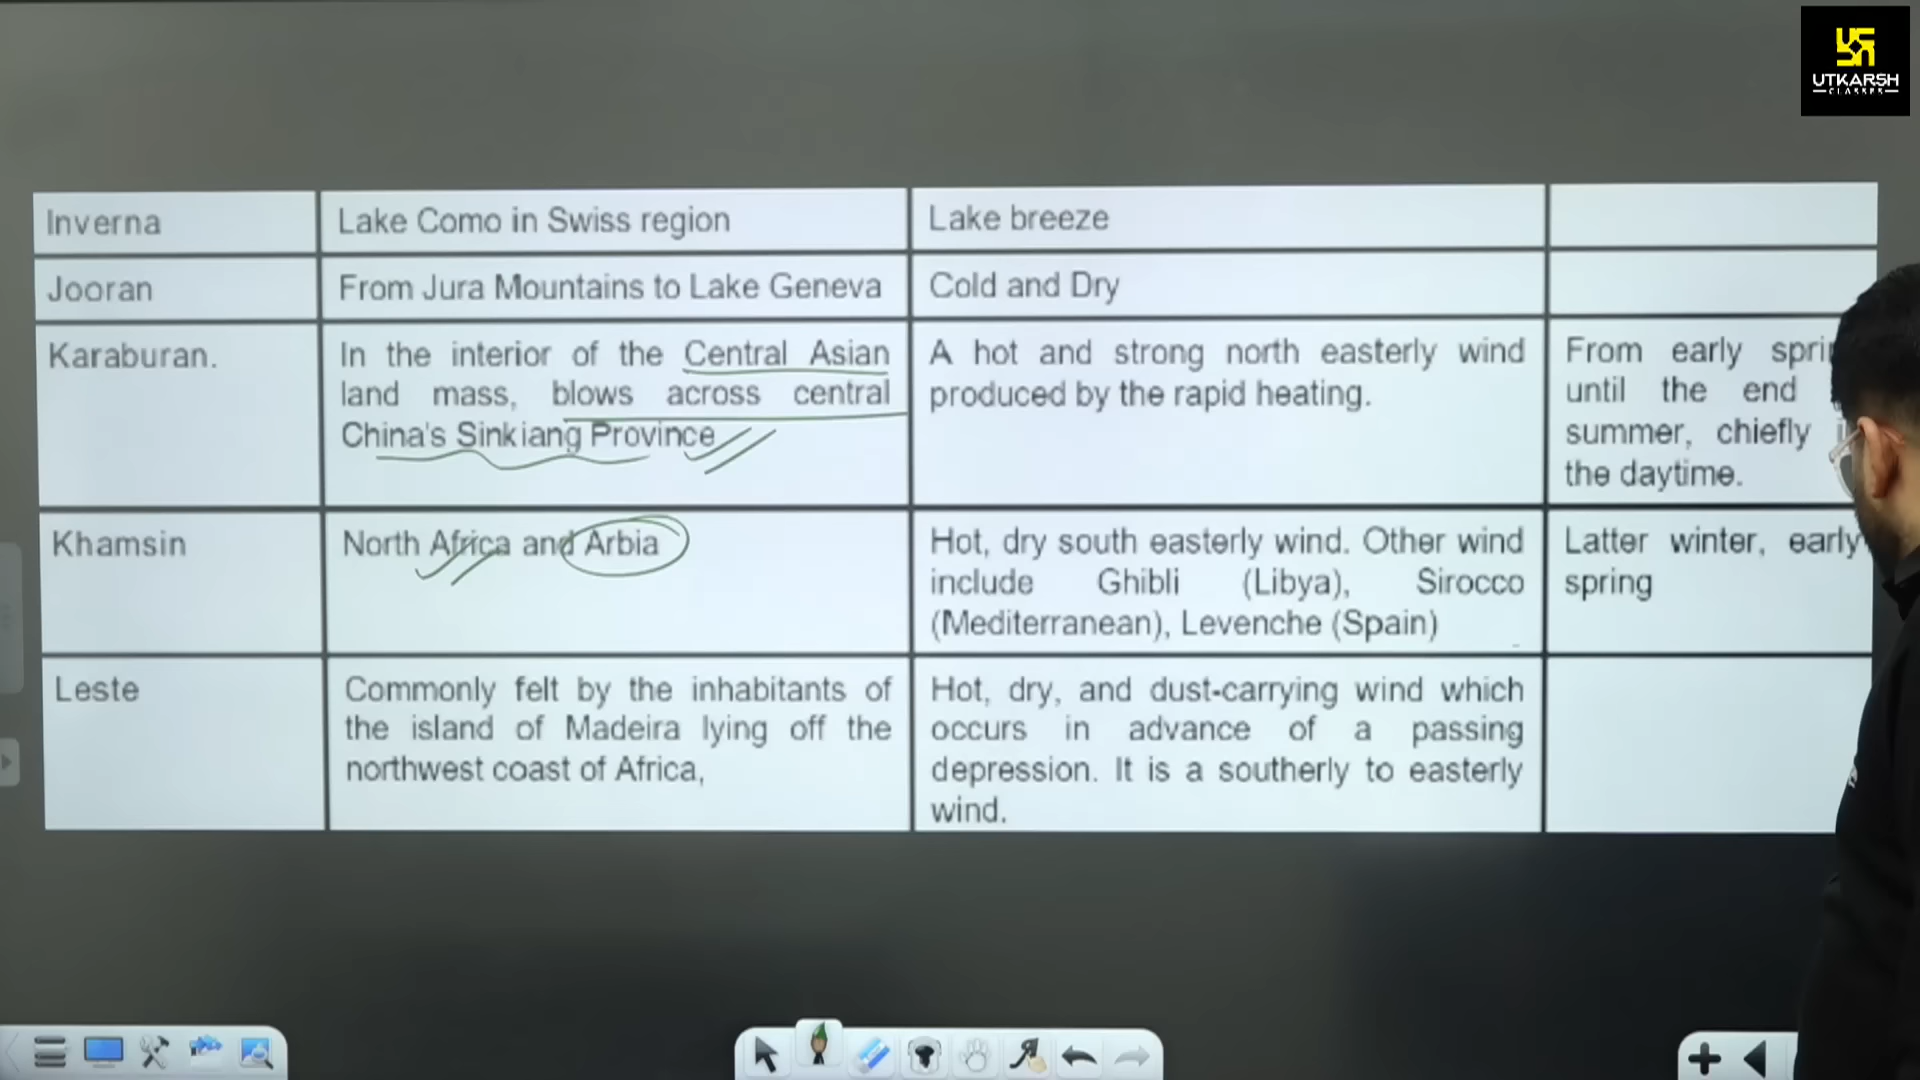 UTKARSH
CLASSES
Inverna
Lake Como in Swiss region
Lake breeze
Jooran
From Jura Mountains to Lake Geneva
Cold and Dry
Karaburan.
In the interior of the Central Asian
land mass, blows across central
China's Sinkiang Province
A hot and strong north easterly wind
produced by the rapid heating.
From early
until the end
summer, chiefly
the daytime.
Khamsin
North Africa and Arbia
Hot, dry south easterly wind. Other wind
include Ghibli (Libya), Sirocco
(Mediterranean), Levenche (Spain)
Latter winter, early
spring
Leste
Commonly felt by the inhabitants of
the island of Madeira lying off the
northwest coast of Africa,
Hot, dry, and dust-carrying wind which
occurs in advance of a passing
depression. It is a southerly to easterly
wind.